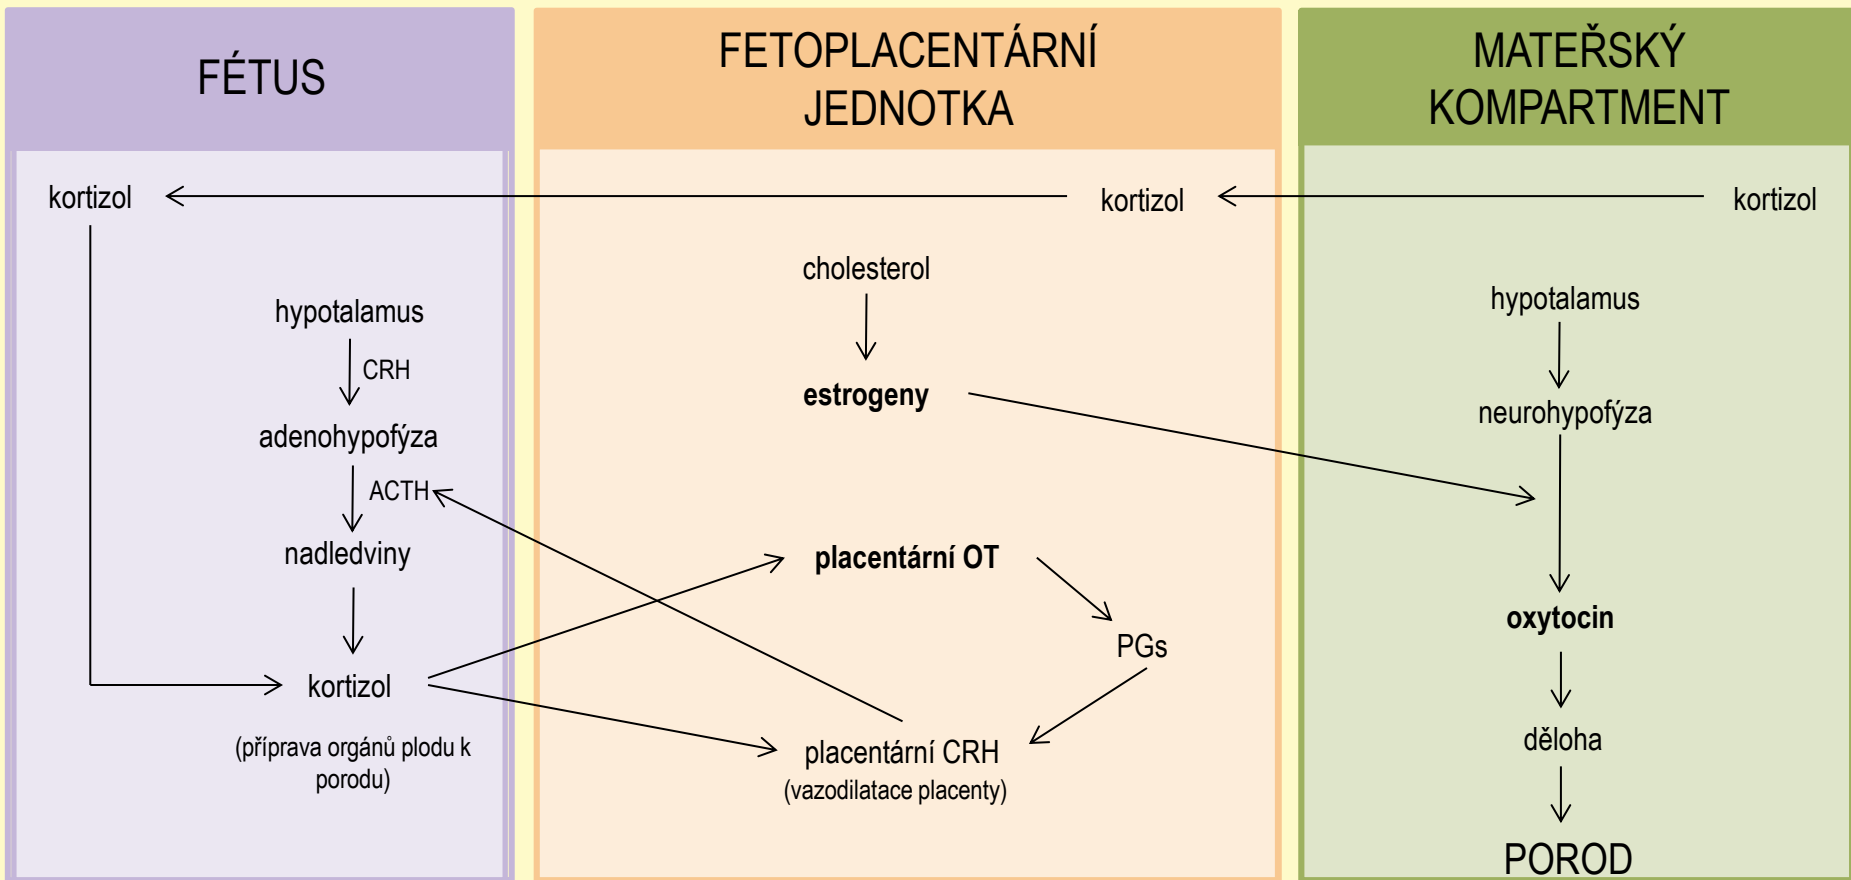 FÉTUS
kortizol
hypotalamus
CRH
adenohypofýza
ACTH
nadledviny
kortizol
(příprava orgánů plodu k
porodu)
FETOPLACENTÁRNÍ
JEDNOTKA
kortizol
cholesterol
estrogeny
placentární OT
PGs
placentární CRH
(vazodilatace placenty)
MATEŘSKÝ
KOMPARTMENT
kortizol
hypotalamus
neurohypofýza
oxytocin
děloha
POROD